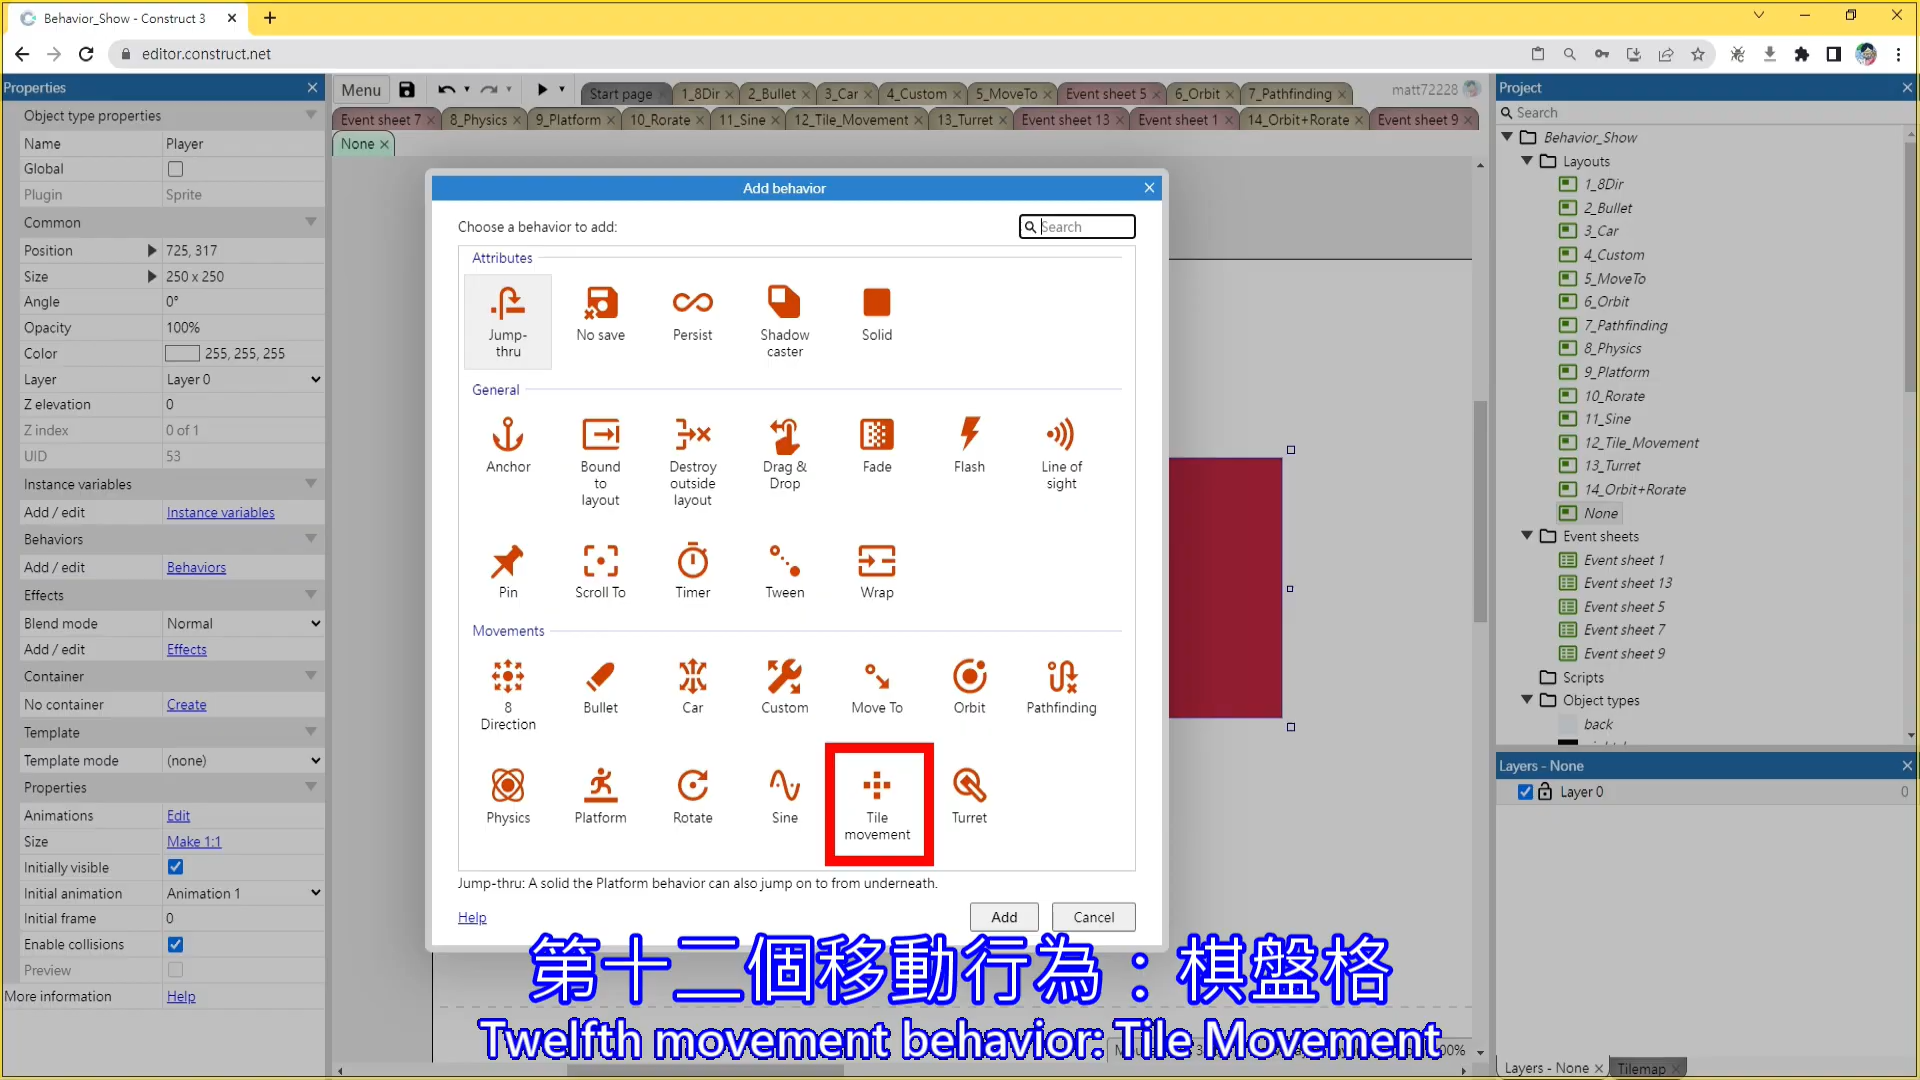 Behavior_Show - Construct 3
editor.construct.net
Properties
Object type properties
Name Player
Global
Plugin Sprite
Common
Position 725, 317
Size 250 x 250
Angle 0°
Opacity 100%
Color 255, 255, 255
Layer Layer 0
Z elevation 0
Z index 0 of 1
UID 53
Instance variables
Add / edit Instance variables
Behaviors
Add / edit Behaviors
Effects
Blend mode Normal
Add / edit Effects
Container
No container Create
Template
Template mode (none)
Properties
Animations Edit
Size Make 1:1
Initially visible
Initial animation Animation 1
Initial frame 0
Enable collisions
Preview
More information Help
Menu
Start page 1_8Dir 2_Bullet 3_Car 4_Custom 5_MoveTo Event sheet 5 6_Orbit 7_Pathfinding
matt72228
Event sheet 7 8_Physics 9_Platform 10_Rorate 11_Sine 12_Tile_Movement 13_Turret Event sheet 13 Event sheet 1 14_Orbit+Rorate Event sheet 9
None
Add behavior
Choose a behavior to add:
Search
Attributes
Jump-thru
No save
Persist
Shadow caster
Solid
General
Anchor
Bound to layout
Destroy outside layout
Drag & Drop
Fade
Flash
Line of sight
Pin
Scroll To
Timer
Tween
Wrap
Movements
8 Direction
Bullet
Car
Custom
Move To
Orbit
Pathfinding
Physics
Platform
Rotate
Sine
Tile movement
Turret
Jump-thru: A solid the Platform behavior can also jump on to from underneath.
Help
Add
Cancel
第十二個移動行為：棋盤格
Twelfth movement behavior: Tile Movement
Project
Search
Behavior_Show
Layouts
1_8Dir
2_Bullet
3_Car
4_Custom
5_MoveTo
6_Orbit
7_Pathfinding
8_Physics
9_Platform
10_Rorate
11_Sine
12_Tile_Movement
13_Turret
14_Orbit+Rorate
None
Event sheets
Event sheet 1
Event sheet 13
Event sheet 5
Event sheet 7
Event sheet 9
Scripts
Object types
back
Layers - None
Layer 0 0
Layers - None
Tilemap